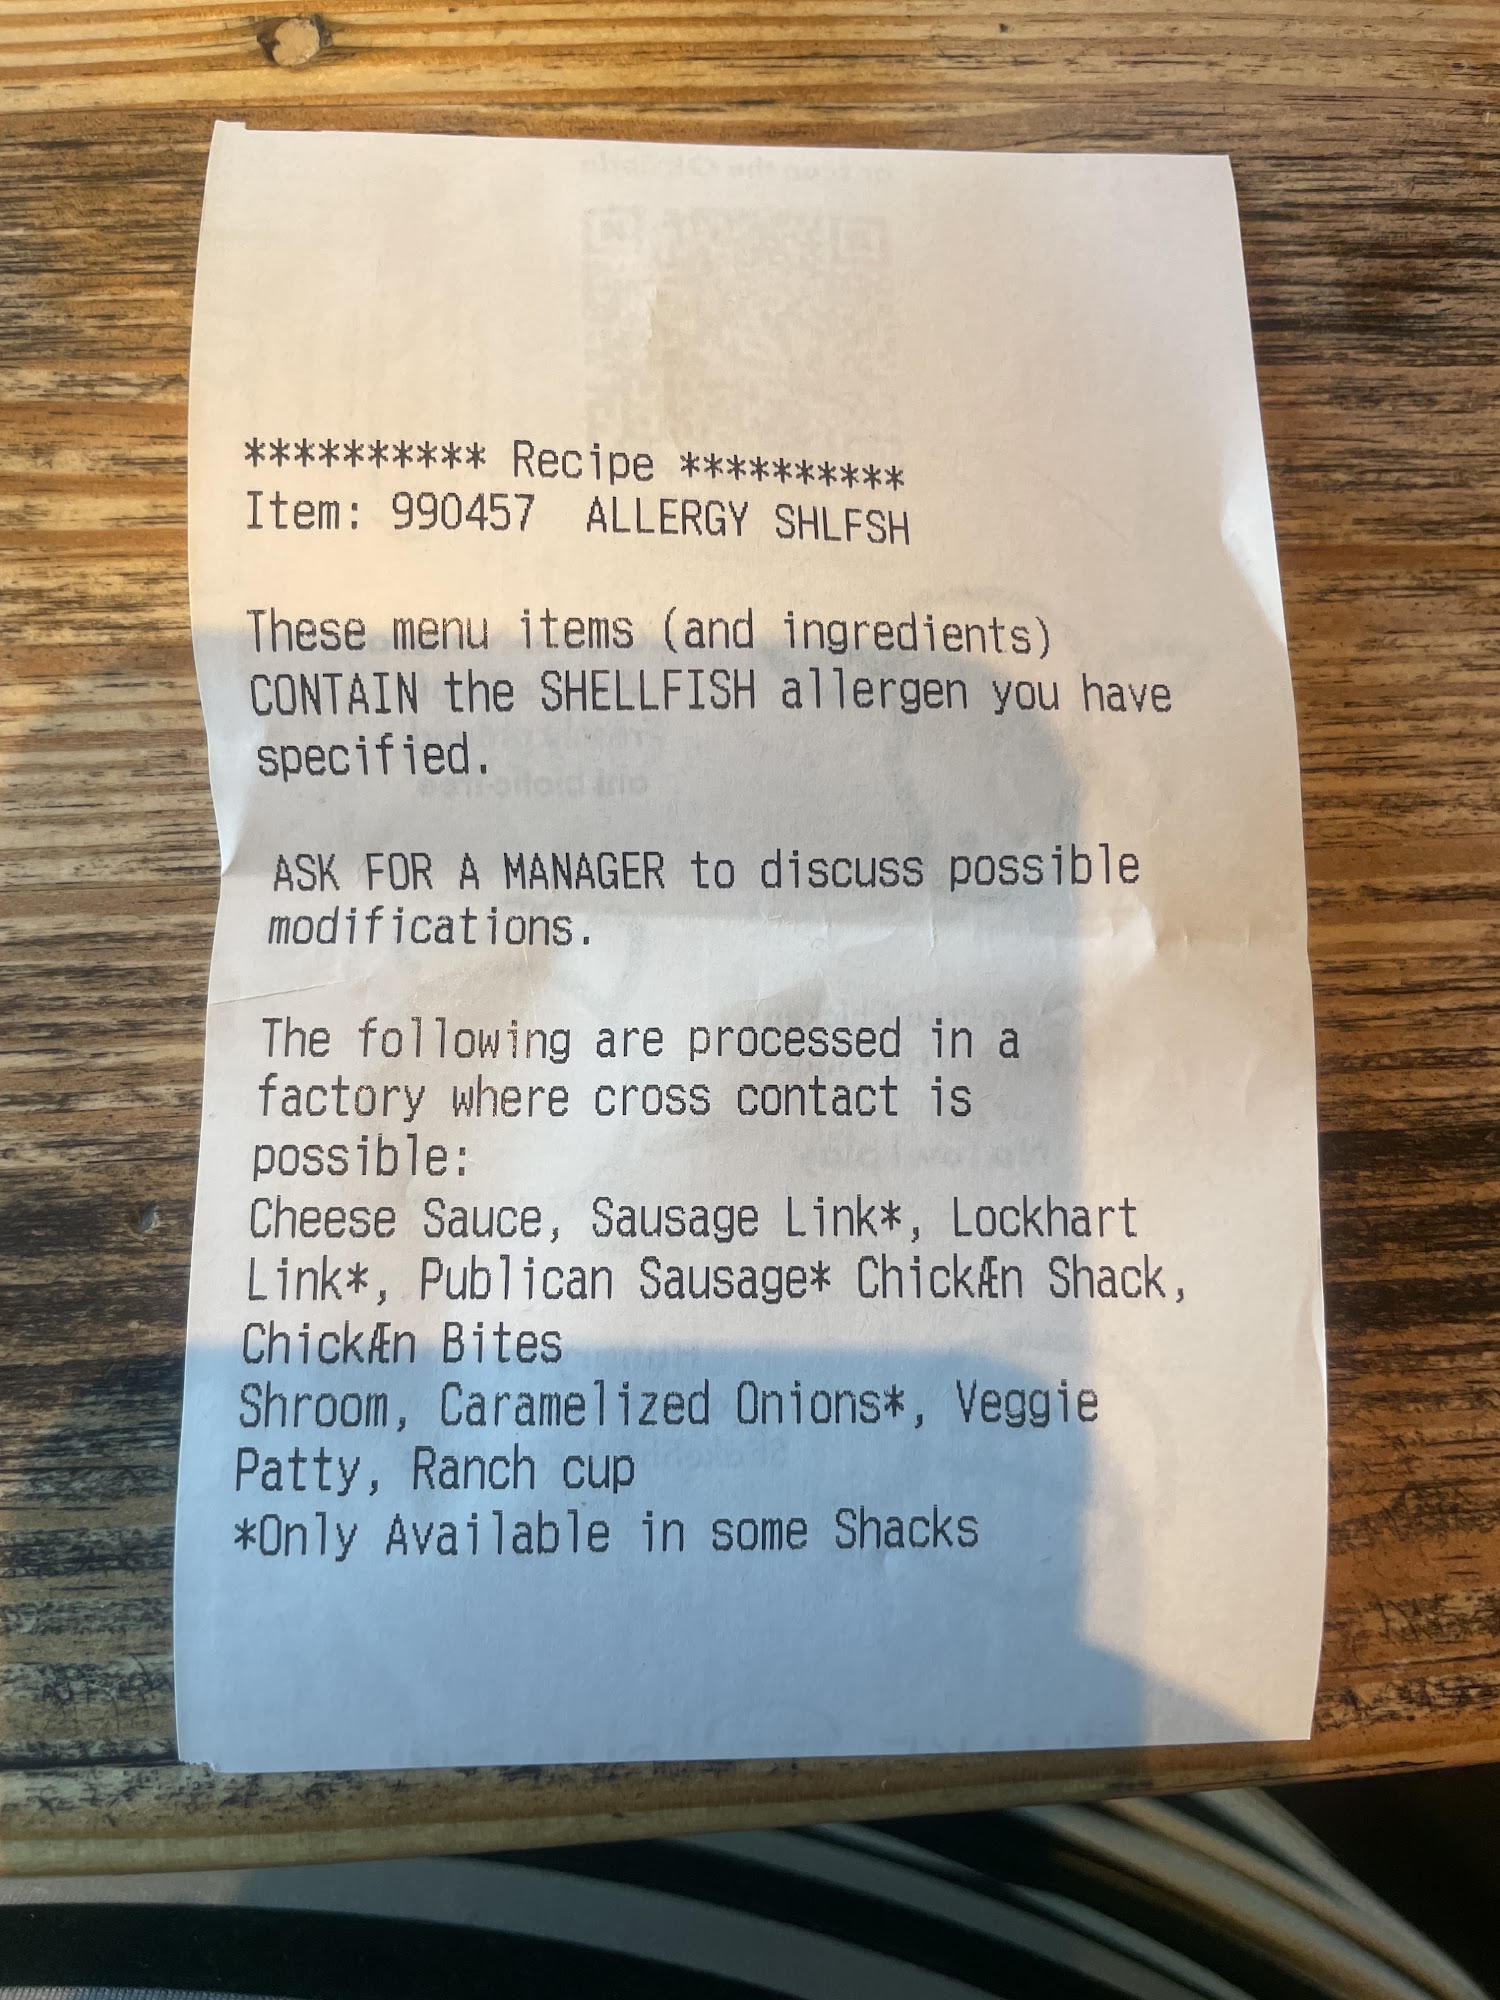 ********** Recipe **********
Item: 990457  ALLERGY SHLFSH
These menu items (and ingredients)
CONTAIN the SHELLFISH allergen you have
specified.
ASK FOR A MANAGER to discuss possible
modifications.
The following are processed in a
factory where cross contact is
possible:
Cheese Sauce, Sausage Link*, Lockhart
Link*, Publican Sausage* ChickÆn Shack,
ChickÆn Bites
Shroom, Caramelized Onions*, Veggie
Patty, Ranch cup
*Only Available in some Shacks